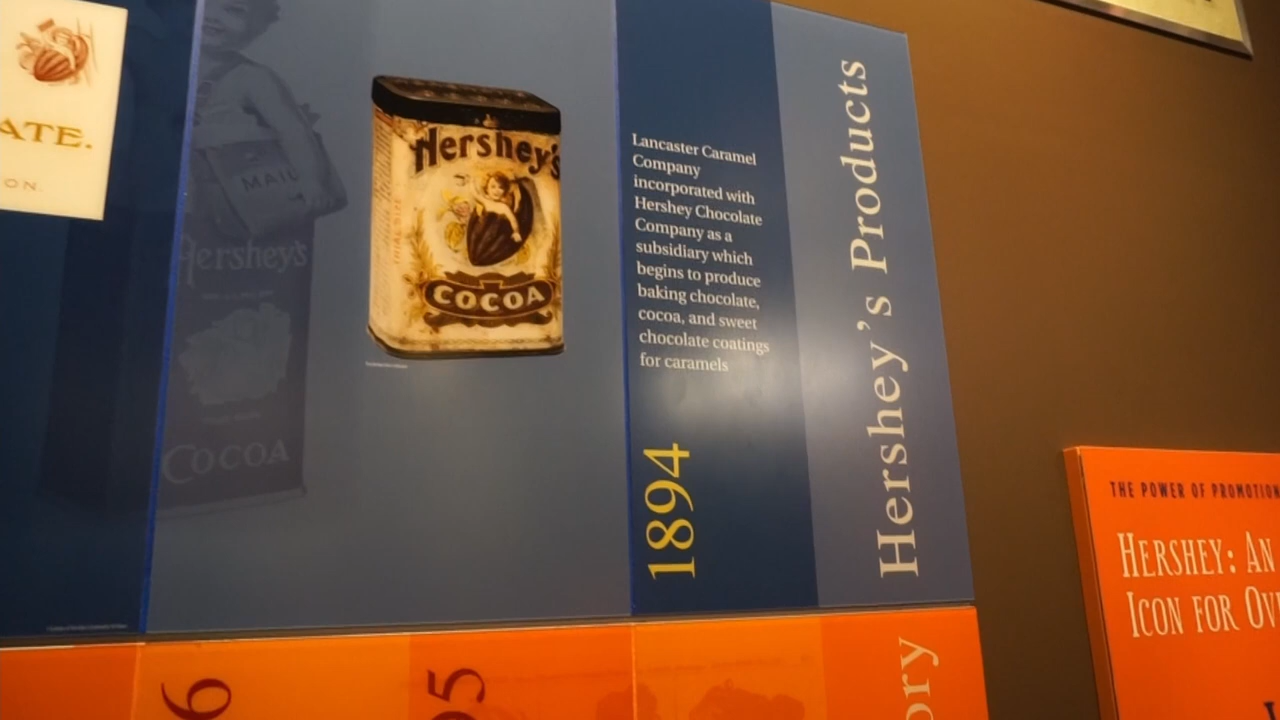 ATE.
ON.
MAIL
Hershey's
COCOA
Hershey's
COCOA
Lancaster Caramel
Company
incorporated with
Hershey Chocolate
Company as a
subsidiary which
begins to produce
baking chocolate,
cocoa, and sweet
chocolate coatings
for caramels
1894
Hershey's Products
THE POWER OF PROMOTION
HERSHEY: AN
ICON FOR OV
6
95
ory